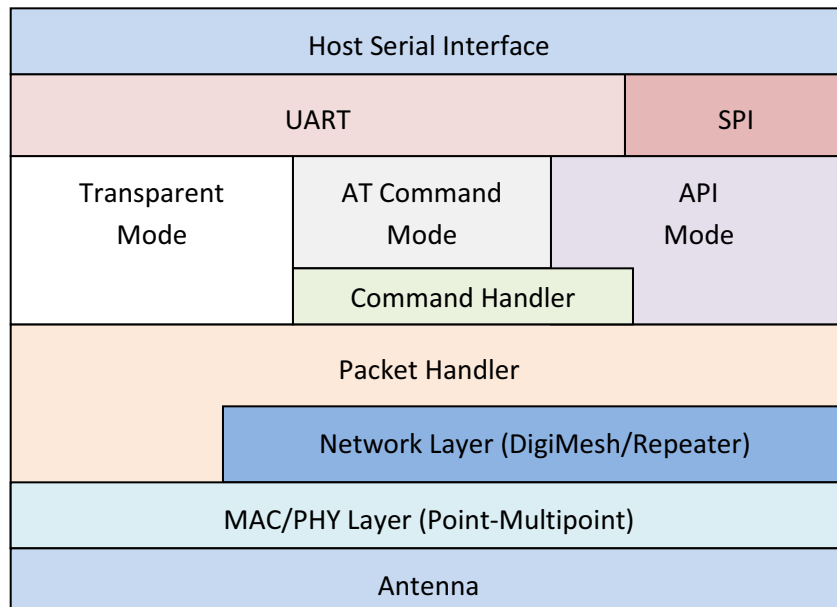 Host Serial Interface
UART
SPI
Transparent
Mode
AT Command
Mode
API
Mode
Command Handler
Packet Handler
Network Layer (DigiMesh/Repeater)
MAC/PHY Layer (Point-Multipoint)
Antenna